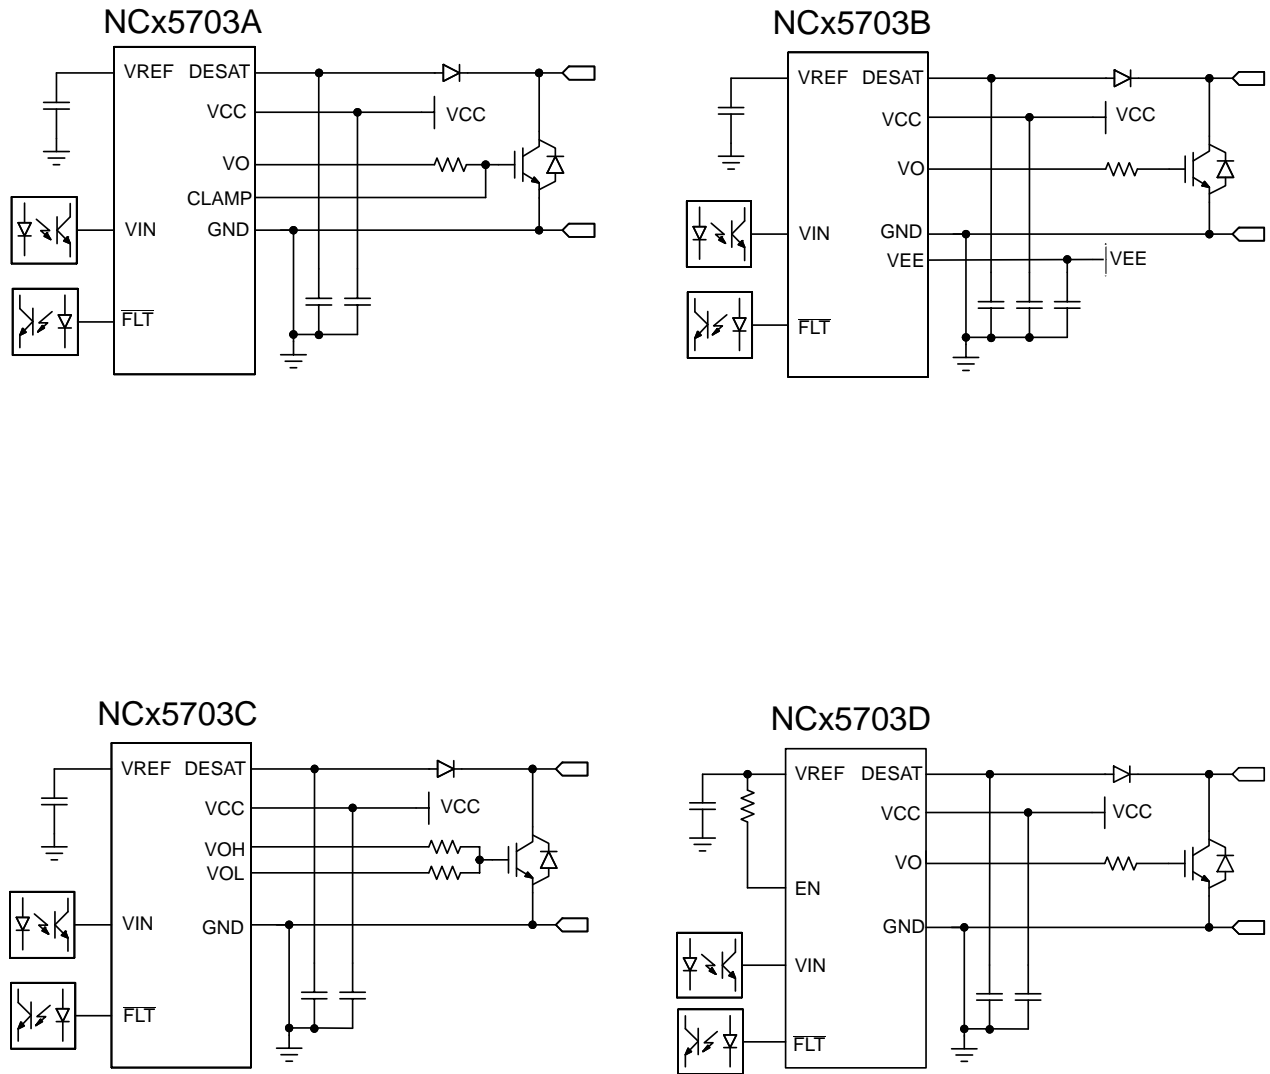 NCx5703A
VREF DESAT
VCC VCC
VO
CLAMP
VIN GND
FLT
NCx5703B
VREF DESAT
VCC VCC
VO
VIN GND
VEE VEE
FLT
NCx5703C
VREF DESAT
VCC VCC
VOH
VOL
VIN GND
FLT
NCx5703D
VREF DESAT
VCC VCC
VO
EN
GND
VIN
FLT